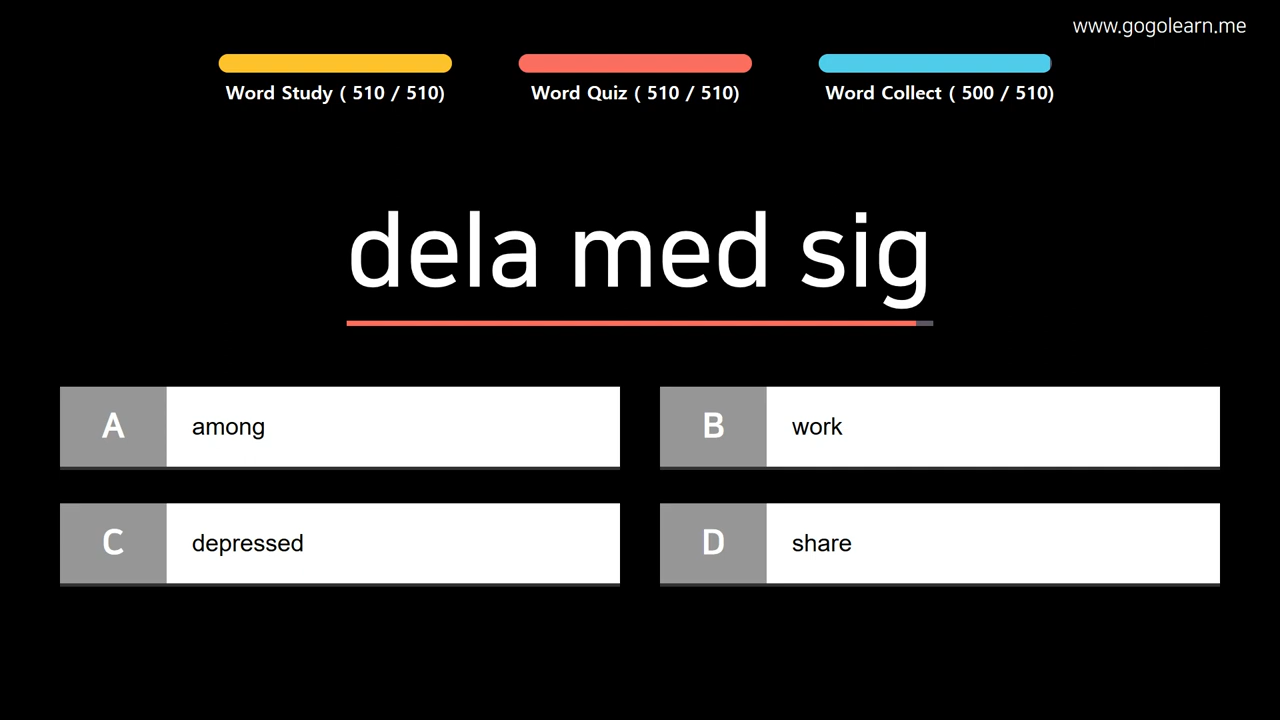 www.gogolearn.me
Word Study ( 510 / 510)
Word Quiz ( 510 / 510)
Word Collect ( 500 / 510)
dela med sig
A among
B work
C depressed
D share